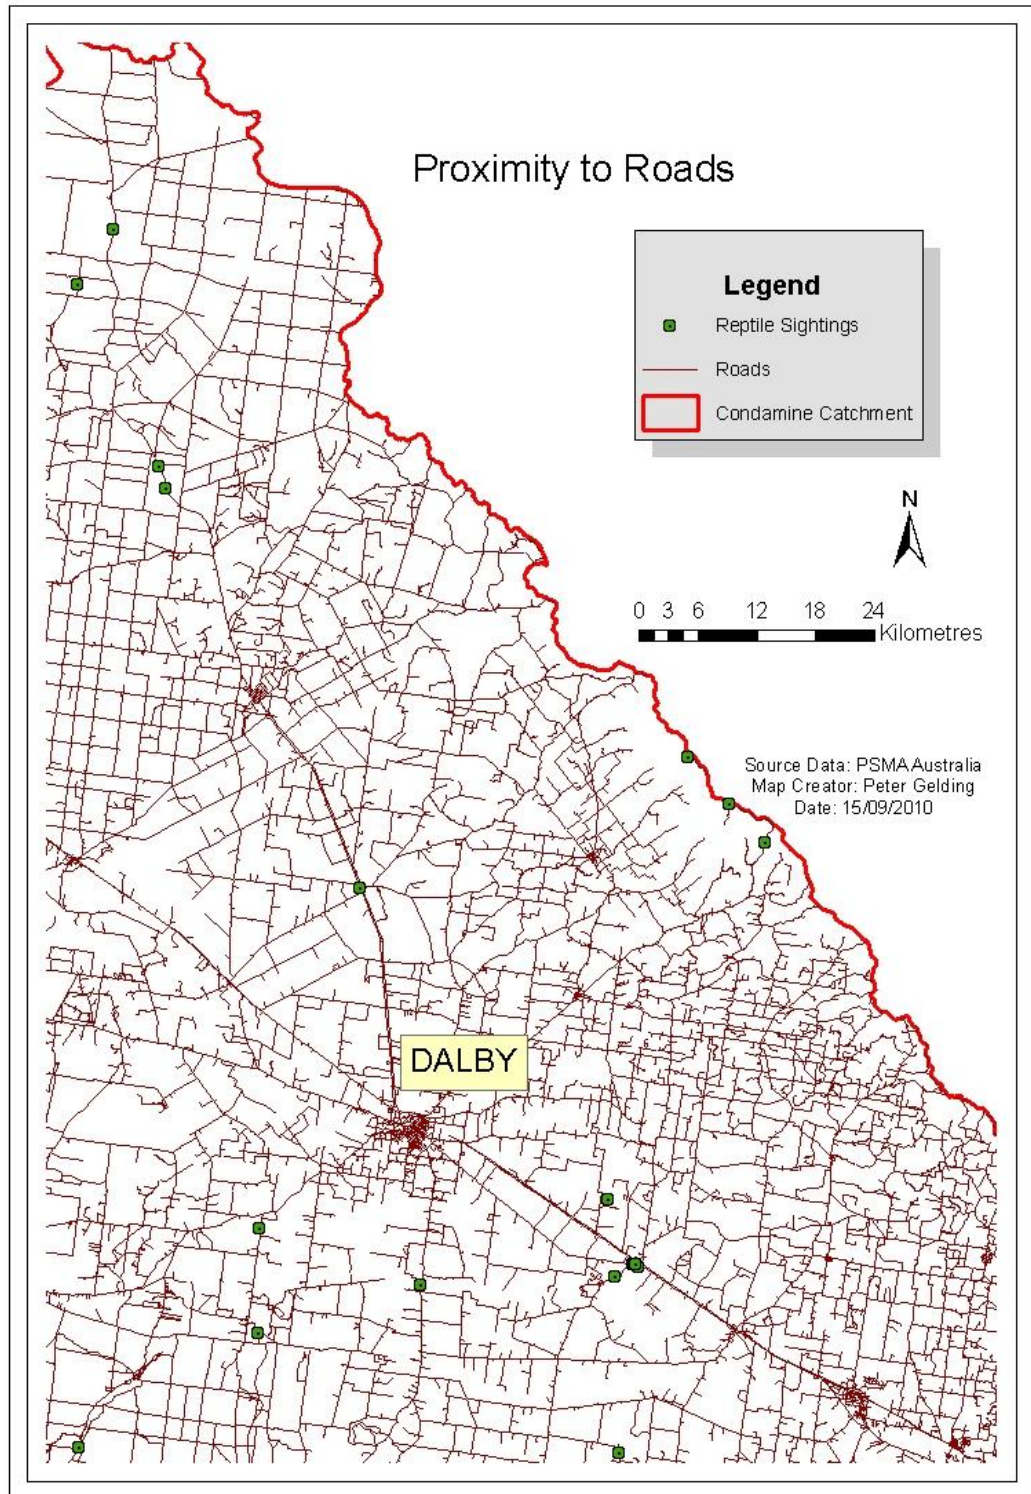 Proximity to Roads
Legend
Reptile Sightings
Roads
Condamine Catchment
N
0 3 6 12 18 24
Kilometres
Source Data: PSMA Australia
Map Creator: Peter Gelding
Date: 15/09/2010
DALBY